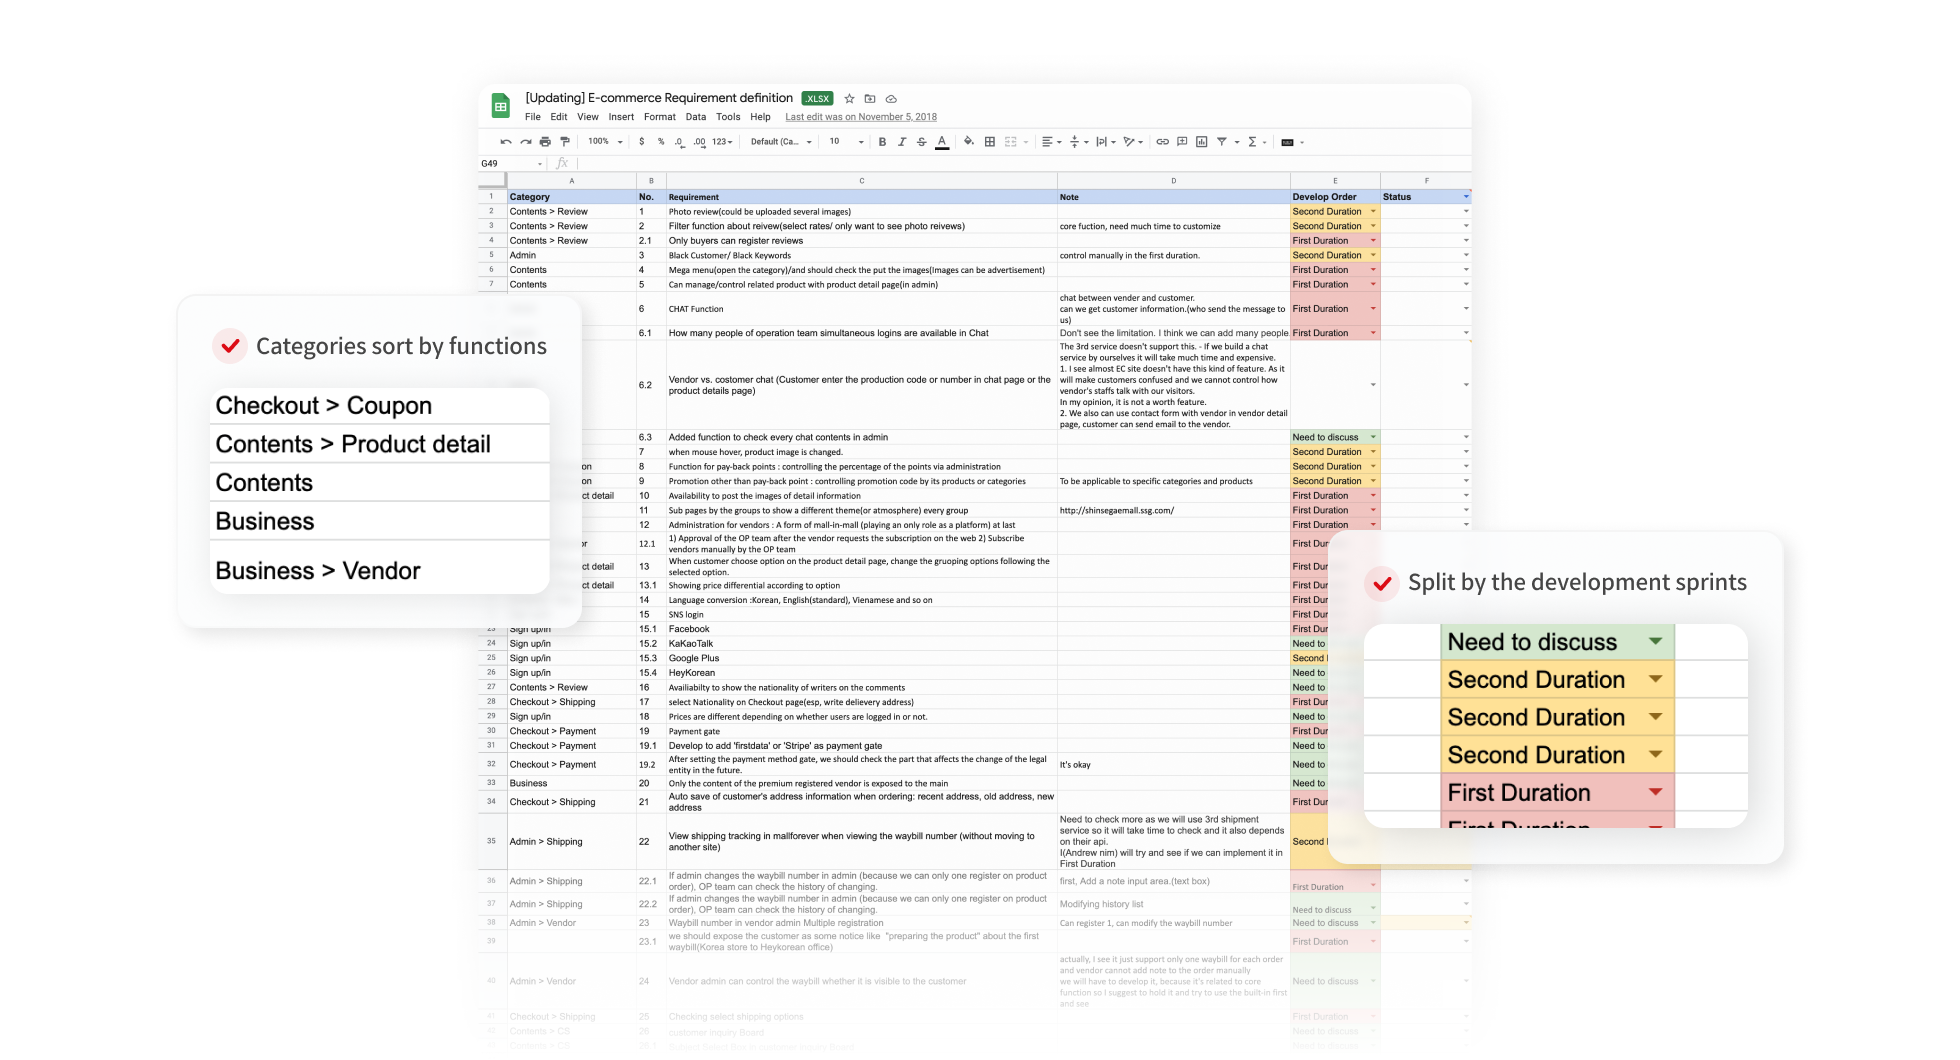 [Updating] E-commerce Requirement definition .XLSX
File Edit View Insert Format Data Tools Help Last edit was on November 5, 2018
100% $ % .0 .00 123 Default (Ca... 10 B I S A
G49 fx
A B C D E F
1 Category No. Requirement Note Develop Order Status
2 Contents > Review 1 Photo review(could be uploaded several images) Second Duration
3 Contents > Review 2 Filter function about reivew(select rates/ only want to see photo reivews) core fuction, need much time to customize Second Duration
4 Contents > Review 2.1 Only buyers can register reviews First Duration
5 Admin 3 Black Customer/ Black Keywords control manually in the first duration. Second Duration
6 Contents 4 Mega menu(open the category)/and should check the put the images(Images can be advertisement) First Duration
7 Contents 5 Can manage/control related product with product detail page(in admin) First Duration
6 CHAT Function chat between vender and customer.
can we get customer information.(who send the message to
us) First Duration
6.1 How many people of operation team simultaneous logins are available in Chat Don't see the limitation. I think we can add many people First Duration
6.2 Vendor vs. costomer chat (Customer enter the production code or number in chat page or the
product details page)
The 3rd service doesn't support this. - If we build a chat
service by ourselves it will take much time and expensive.
1. I see almost EC site doesn't have this kind of feature. As it
will make customers confused and we cannot control how
vendor's staffs talk with our visitors.
In my opinion, it is not a worth feature.
2. We also can use contact form with vendor in vendor detail
page, customer can send email to the vendor.
6.3 Added function to check every chat contents in admin Need to discuss
7 when mouse hover, product image is changed. Second Duration
on 8 Function for pay-back points : controlling the percentage of the points via administration Second Duration
on 9 Promotion other than pay-back point : controlling promotion code by its products or categories To be applicable to specific categories and products Second Duration
ct detail 10 Availability to post the images of detail information First Duration
11 Sub pages by the groups to show a different theme(or atmosphere) every group http://shinsegaemall.ssg.com/ First Duration
12 Administration for vendors : A form of mall-in-mall (playing an only role as a platform) at last First Duration
or 12.1 1) Approval of the OP team after the vendor requests the subscription on the web 2) Subscribe
vendors manually by the OP team First Dur
ct detail 13 When customer choose option on the product detail page, change the gruoping options following the
selected option. First Dur
ct detail 13.1 Showing price differential according to option First Dur
14 Language conversion :Korean, English(standard), Vienamese and so on First Dur
15 SNS login First Dur
23 Sign up/in 15.1 Facebook First Dur
24 Sign up/in 15.2 KaKaoTalk Need to
25 Sign up/in 15.3 Google Plus Second
26 Sign up/in 15.4 HeyKorean Need to
27 Contents > Review 16 Availiabilty to show the nationality of writers on the comments Need to
28 Checkout > Shipping 17 select Nationality on Checkout page(esp, write delievery address) First Dur
29 Sign up/in 18 Prices are different depending on whether users are logged in or not. Need to
30 Checkout > Payment 19 Payment gate First Dur
31 Checkout > Payment 19.1 Develop to add 'firstdata' or 'Stripe' as payment gate Need to
32 Checkout > Payment 19.2 After setting the payment method gate, we should check the part that affects the change of the legal
entity in the future. It's okay Need to
33 Business 20 Only the content of the premium registered vendor is exposed to the main Need to
34 Checkout > Shipping 21 Auto save of customer's address information when ordering: recent address, old address, new
address First Dur
35 Admin > Shipping 22 View shipping tracking in mallforever when viewing the waybill number (without moving to
another site)
Need to check more as we will use 3rd shipment
service so it will take time to check and it also depends
on their api.
I(Andrew nim) will try and see if we can implement it in
First Duration
Second
36 Admin > Shipping 22.1 If admin changes the waybill number in admin (because we can only one register on product
order), OP team can check the history of changing. first, Add a note input area.(text box) First Duration
37 Admin > Shipping 22.2 If admin changes the waybill number in admin (because we can only one register on product
order), OP team can check the history of changing. Modifying history list Need to discuss
38 Admin > Vendor 23 Waybill number in vendor admin Multiple registration Can register 1, can modify the waybill number Need to discuss
39 23.1 we should expose the customer as some notice like "preparing the product" about the first
waybill(Korea store to Heykorean office) First Duration
40 Admin > Vendor 24 Vendor admin can control the waybill whether it is visible to the customer
actually, I see it just support only one waybill for each order
and vendor cannot add note to the order manually
we will have to develop it, because it's related to core
function so I suggest to hold it and try to use the built-in first
and see
Need to discuss
41 Checkout > Shipping 25 Checking select shipping options First Duration
Contents > CS 26 customer Inquiry Board Need to discuss
Categories sort by functions
Checkout > Coupon
Contents > Product detail
Contents
Business
Business > Vendor
Split by the development sprints
Need to discuss
Second Duration
Second Duration
Second Duration
First Duration
First Duration